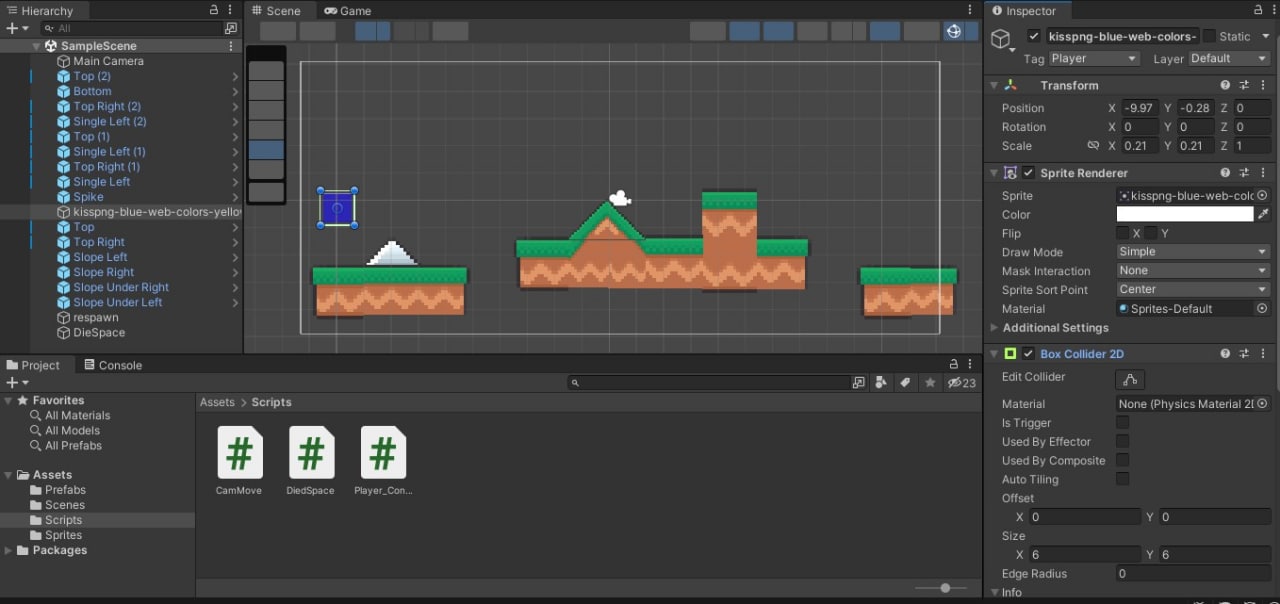 Hierarchy
All
SampleScene
Main Camera
Top (2)
Bottom
Top Right (2)
Single Left (2)
Top (1)
Single Left (1)
Top Right (1)
Single Left
Spike
kisspng-blue-web-colors-yello
Top
Top Right
Slope Left
Slope Right
Slope Under Right
Slope Under Left
respawn
DieSpace
Scene Game
Inspector
kisspng-blue-web-colors- Static
Tag Player Layer Default
Transform
Position X -9.97 Y -0.28 Z 0
Rotation X 0 Y 0 Z 0
Scale X 0.21 Y 0.21 Z 1
Sprite Renderer
Sprite kisspng-blue-web-colo
Color
Flip X Y
Draw Mode Simple
Mask Interaction None
Sprite Sort Point Center
Material Sprites-Default
Additional Settings
Box Collider 2D
Edit Collider
Material None (Physics Material 2D
Is Trigger
Used By Effector
Used By Composite
Auto Tiling
Offset
X 0 Y 0
Size
X 6 Y 6
Edge Radius 0
Info
Project Console
23
Favorites
All Materials
All Models
All Prefabs
Assets
Prefabs
Scenes
Scripts
Sprites
Packages
Assets > Scripts
# # #
CamMove DiedSpace Player_Con...